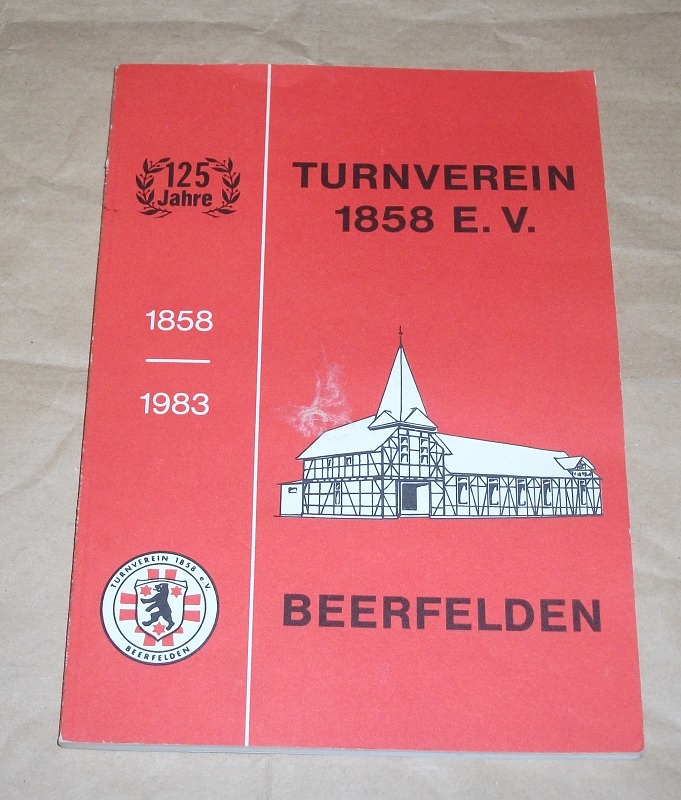 125
Jahre
1858
1983
TURNVEREIN
1858 E. V.
BEERFELDEN
TURNVEREIN 1858 e.V.
BEERFELDEN